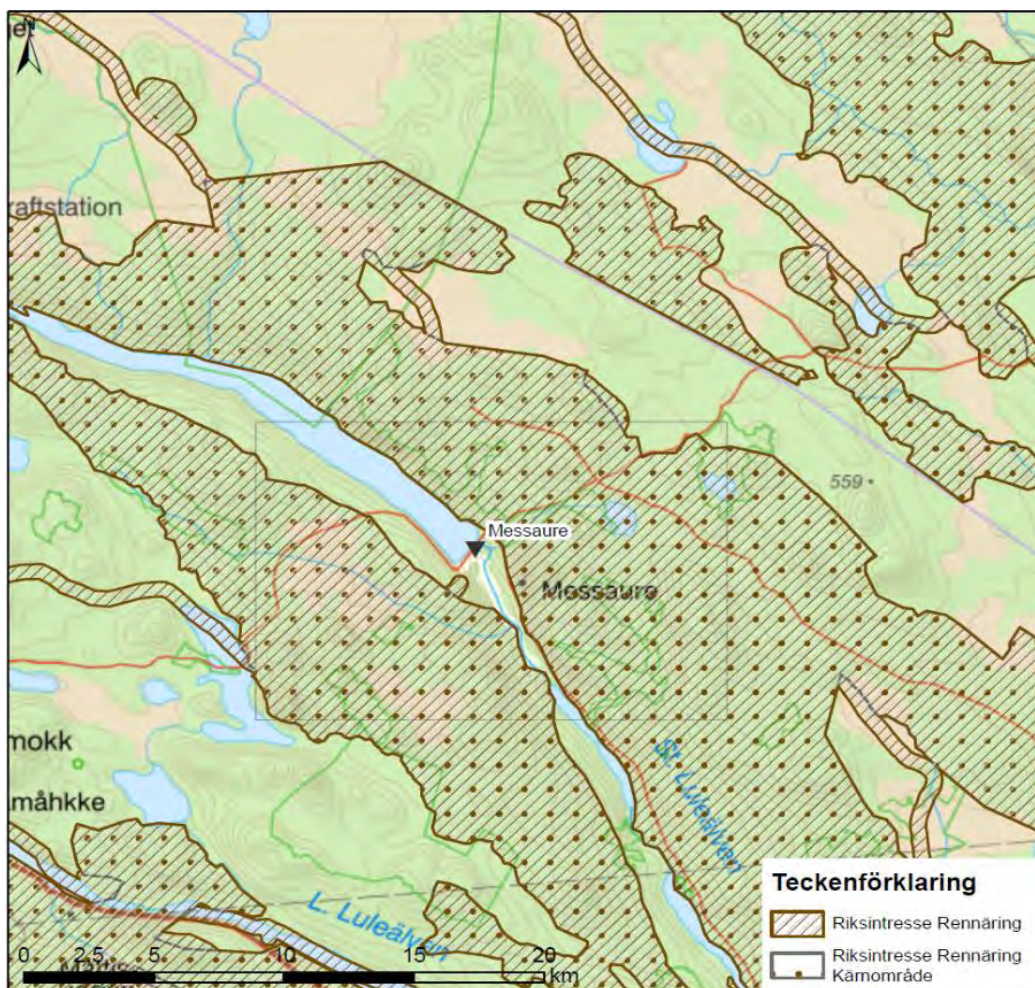 N
raftstation
559
Messaure
Messaure
mokk
åmåhkke
St. Luleälven
L. Luleälven
Teckenförklaring
Riksintresse Rennäring
Riksintresse Rennäring
Kärnområde
0 2,5 5 10 15 20
km